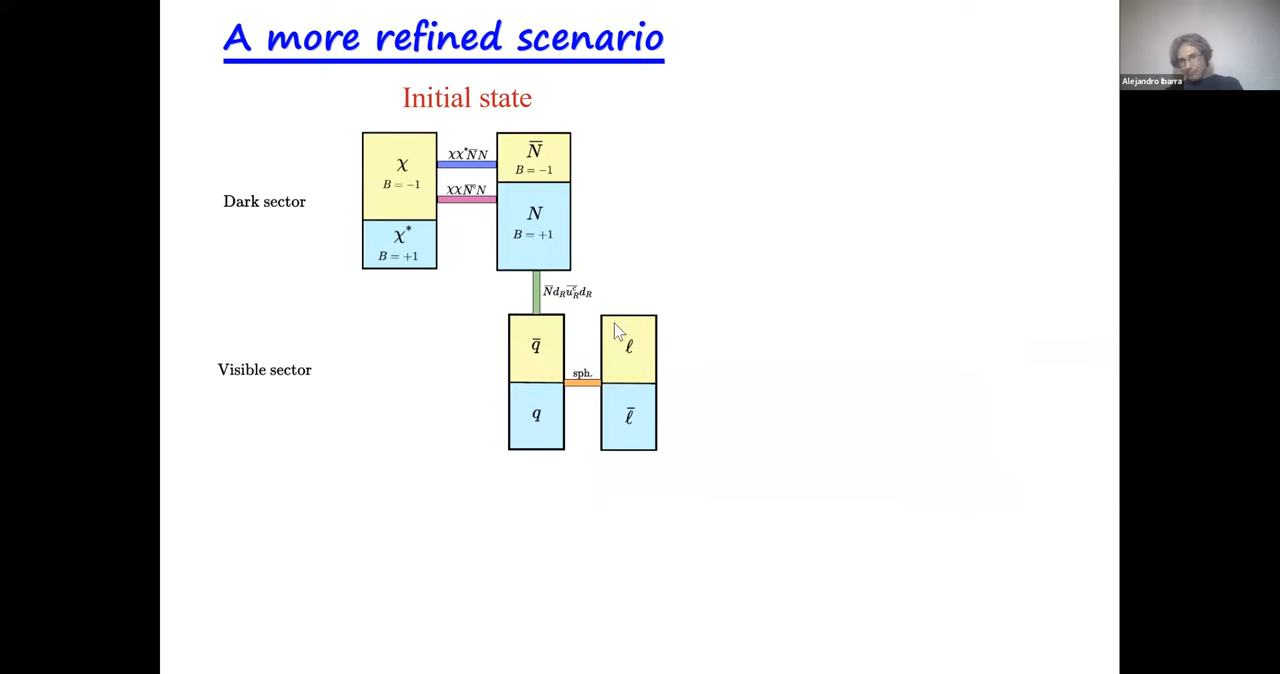 A more refined scenario
Alejandro Ibarra
Initial state
χ
B = −1
χχ*N̅N
N̅
B = −1
χχN̅ᶜN
Dark sector
N
B = +1
χ*
B = +1
N̅d_R u̅ᶜ_R d_R
q̅
ℓ
Visible sector
sph.
q
ℓ̅